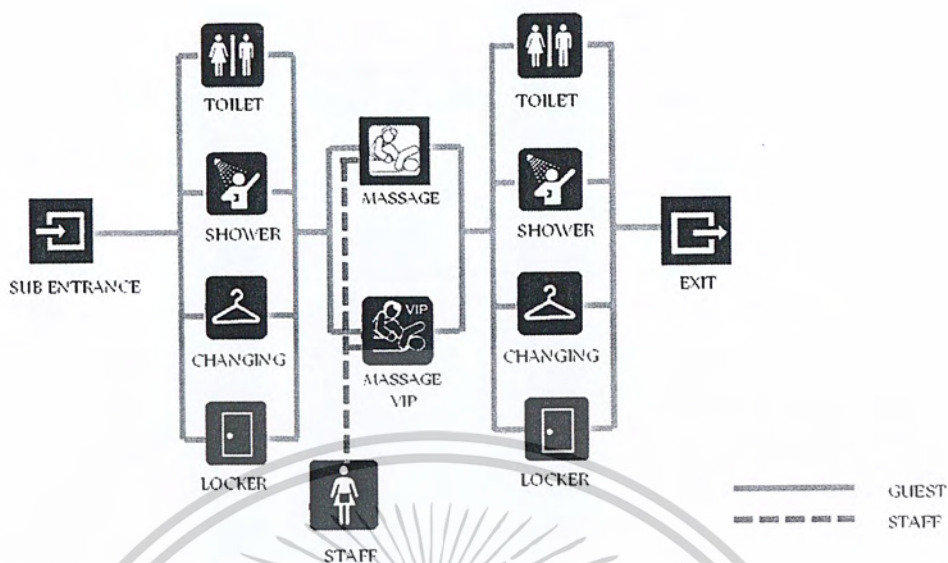 TOILET
SHOWER
SUB ENTRANCE
CHANGING
LOCKER
MASSAGE
VIP
MASSAGE
VIP
STAFF
TOILET
SHOWER
CHANGING
LOCKER
EXIT
GUEST
STAFF